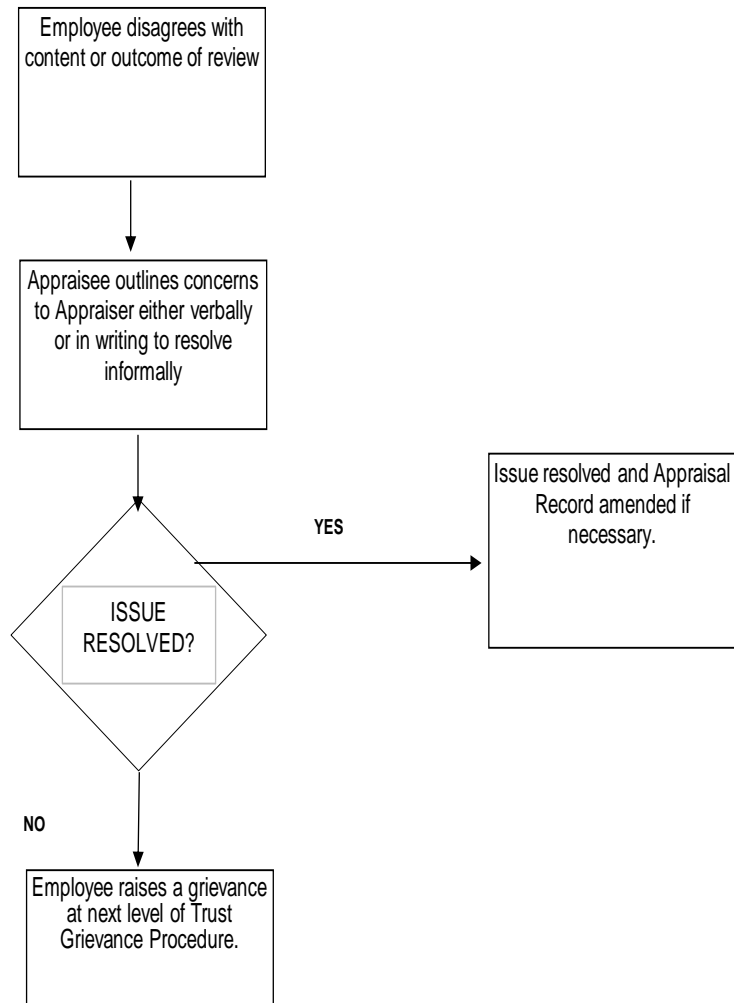 Employee disagrees with
content or outcome of review
Appraisee outlines concerns
to Appraiser either verbally
or in writing to resolve
informally
Issue resolved and Appraisal
Record amended if
necessary.
YES
ISSUE
RESOLVED?
NO
Employee raises a grievance
at next level of Trust
Grievance Procedure.